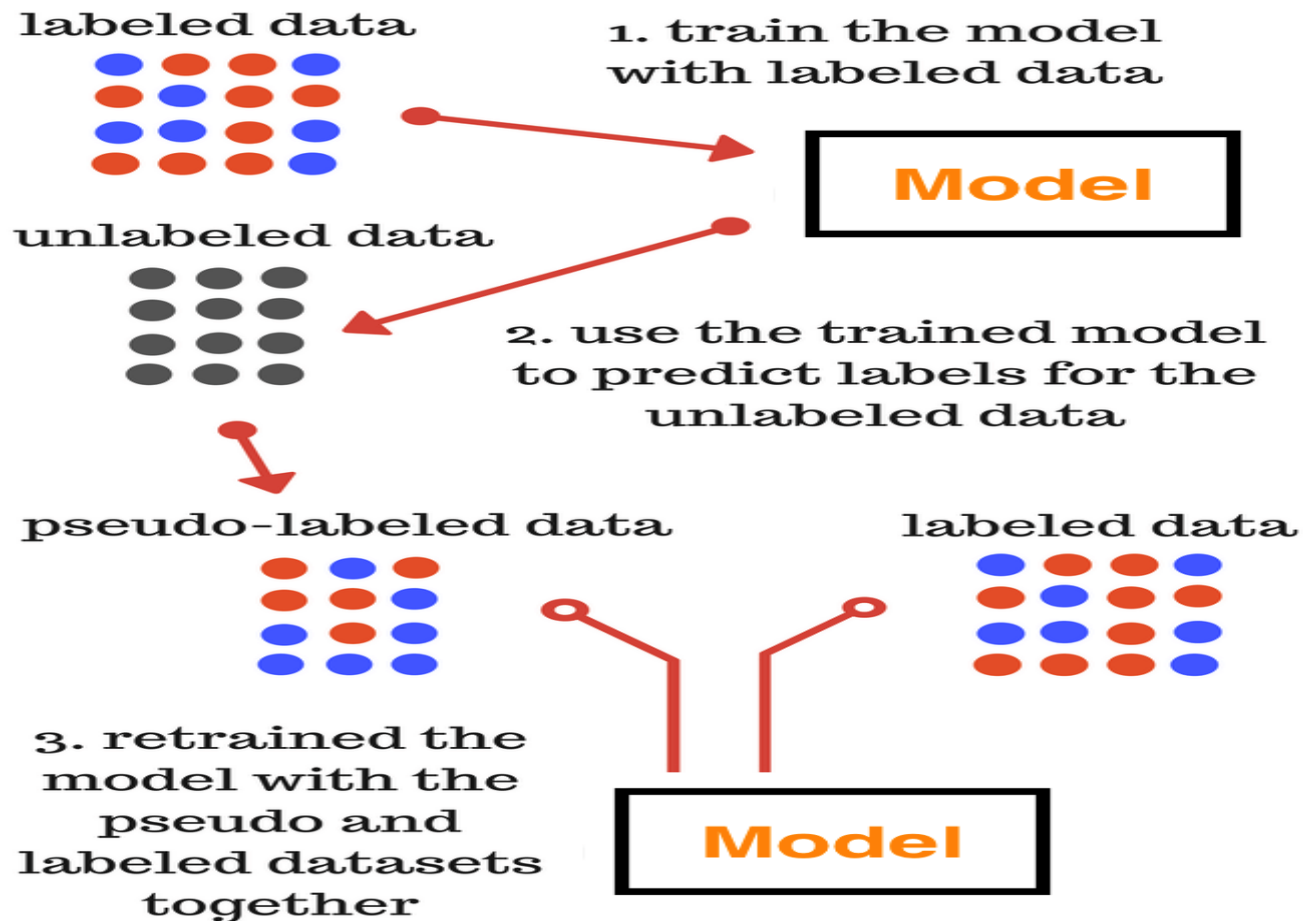 labeled data
1. train the model
with labeled data
Model
unlabeled data
2. use the trained model
to predict labels for the
unlabeled data
pseudo-labeled data
labeled data
3. retrained the
model with the
pseudo and
labeled datasets
together
Model